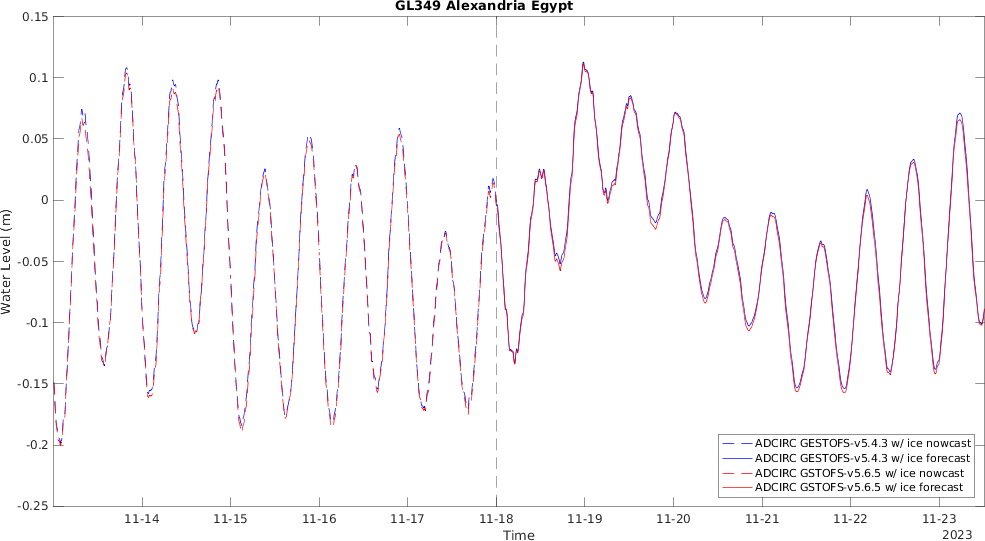 GL349 Alexandria Egypt
0.15
0.1
0.05
0
-0.05
-0.1
-0.15
-0.2
-0.25
Water Level (m)
ADCIRC GESTOFS-v5.4.3 w/ ice nowcast
ADCIRC GESTOFS-v5.4.3 w/ ice forecast
ADCIRC GSTOFS-v5.6.5 w/ ice nowcast
ADCIRC GSTOFS-v5.6.5 w/ ice forecast
11-14 11-15 11-16 11-17 11-18 11-19 11-20 11-21 11-22 11-23
Time
2023